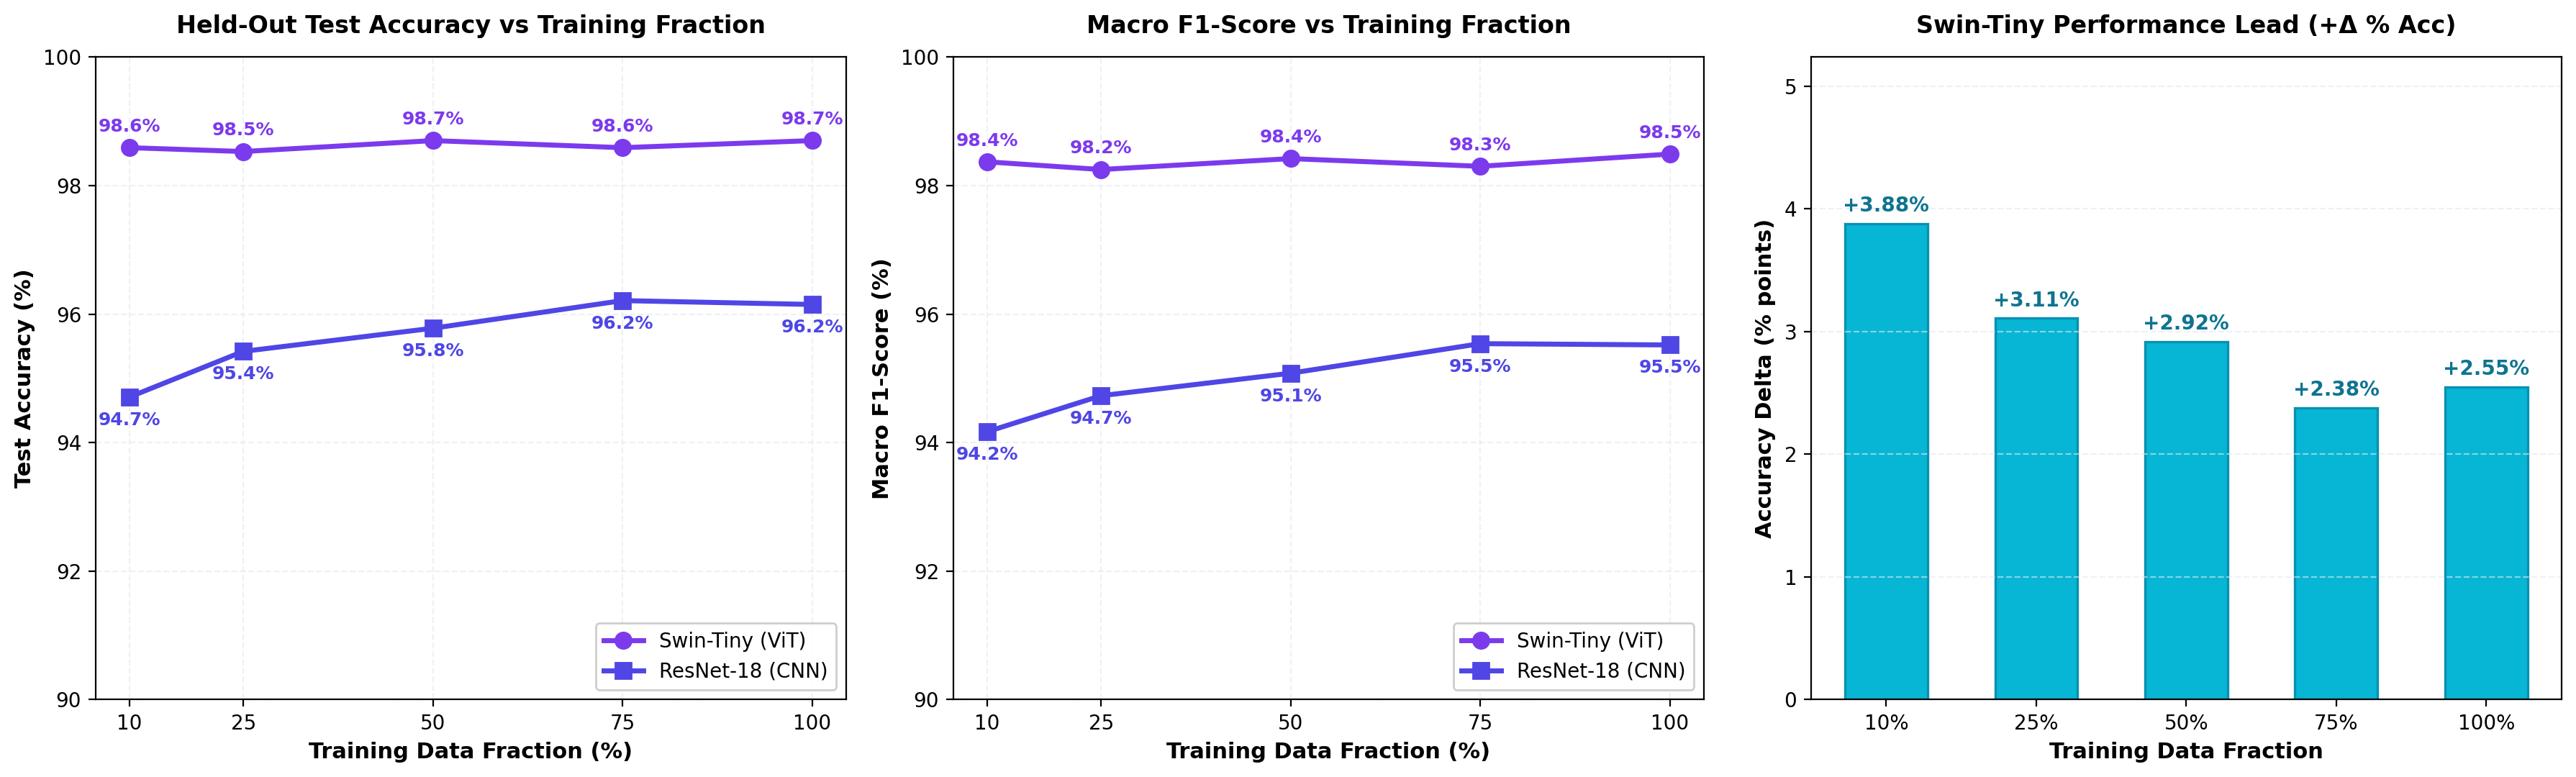 Held-Out Test Accuracy vs Training Fraction
Test Accuracy (%)
100
98
96
94
92
90
98.6%
98.5%
98.7%
98.6%
98.7%
94.7%
95.4%
95.8%
96.2%
96.2%
Swin-Tiny (ViT)
ResNet-18 (CNN)
10 25 50 75 100
Training Data Fraction (%)
Macro F1-Score vs Training Fraction
Macro F1-Score (%)
100
98
96
94
92
90
98.4%
98.2%
98.4%
98.3%
98.5%
94.2%
94.7%
95.1%
95.5%
95.5%
Swin-Tiny (ViT)
ResNet-18 (CNN)
10 25 50 75 100
Training Data Fraction (%)
Swin-Tiny Performance Lead (+Δ % Acc)
Accuracy Delta (% points)
5
4
3
2
1
0
+3.88%
+3.11%
+2.92%
+2.38%
+2.55%
10% 25% 50% 75% 100%
Training Data Fraction